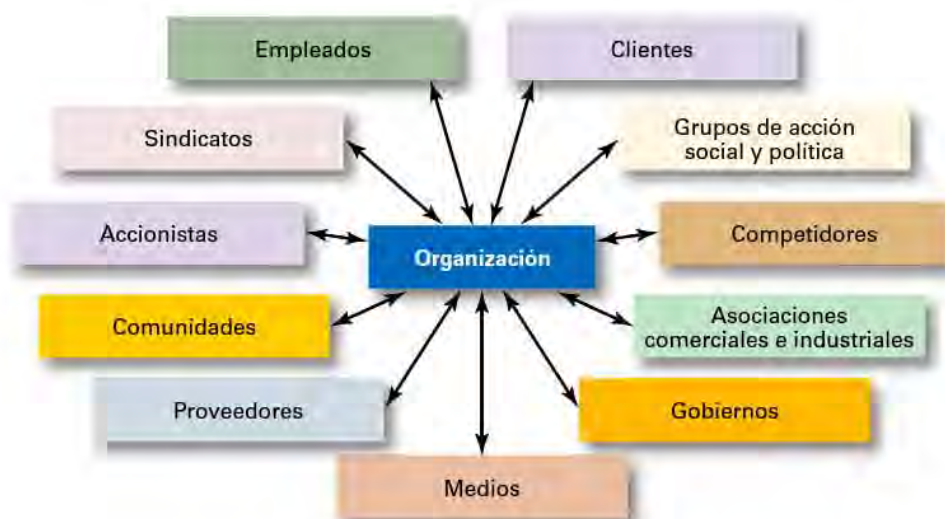 Empleados
Clientes
Sindicatos
Grupos de acción
social y política
Accionistas
Organización
Competidores
Comunidades
Asociaciones
comerciales e industriales
Proveedores
Gobiernos
Medios